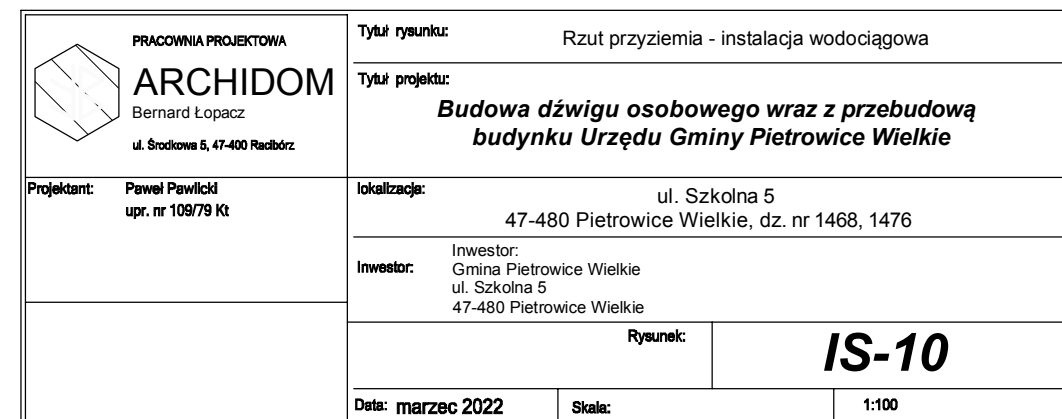 PRACOWNIA PROJEKTOWA
ARCHIDOM
Bernard Łopacz
ul. Środkowa 5, 47-400 Racibórz
Tytuł rysunku:
Rzut przyziemia - instalacja wodociągowa
Tytuł projektu:
Budowa dźwigu osobowego wraz z przebudową
budynku Urzędu Gminy Pietrowice Wielkie
Projektant: Paweł Pawlicki
upr. nr 109/79 Kt
lokalizacja:
ul. Szkolna 5
47-480 Pietrowice Wielkie, dz. nr 1468, 1476
Inwestor:
Inwestor:
Gmina Pietrowice Wielkie
ul. Szkolna 5
47-480 Pietrowice Wielkie
Rysunek: IS-10
Data: marzec 2022 Skala: 1:100